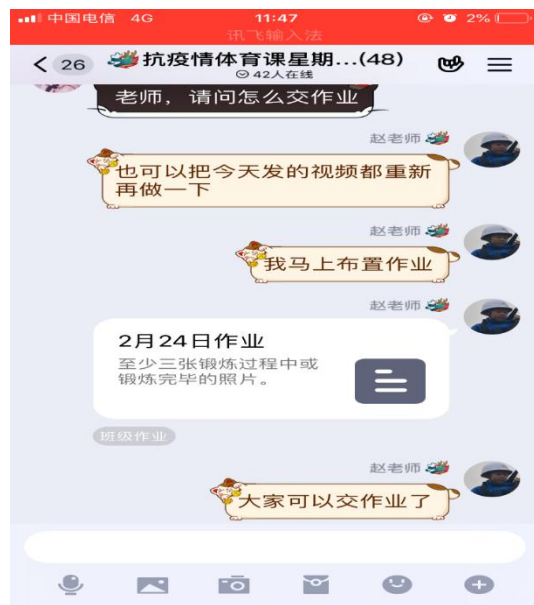 中国电信 4G 11:47 2%
讯飞输入法
26 抗疫情体育课星期...(48)
42人在线
老师，请问怎么交作业
赵老师
也可以把今天发的视频都重新
再做一下
赵老师
我马上布置作业
赵老师
2月24日作业
至少三张锻炼过程中或
锻炼完毕的照片。
班级作业
赵老师
大家可以交作业了